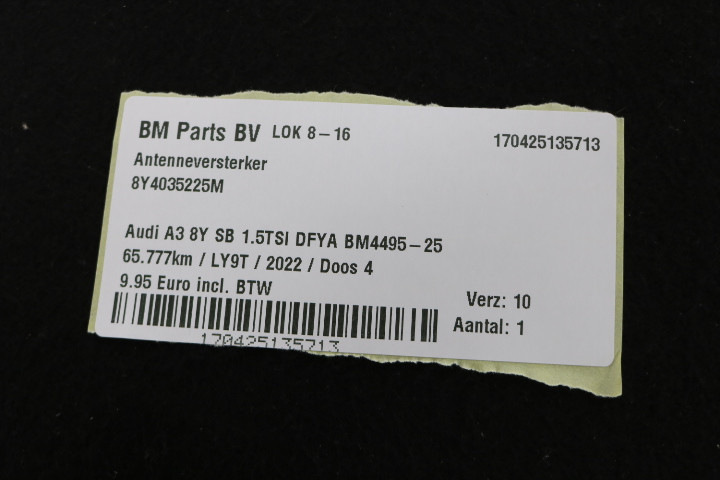 BM Parts BV LOK 8-16 170425135713
Antenneversterker
8Y4035225M
Audi A3 8Y SB 1.5TSI DFYA BM4495-25
65.777km / LY9T / 2022 / Doos 4
9.95 Euro incl. BTW
Verz: 10
Aantal: 1
170425135713